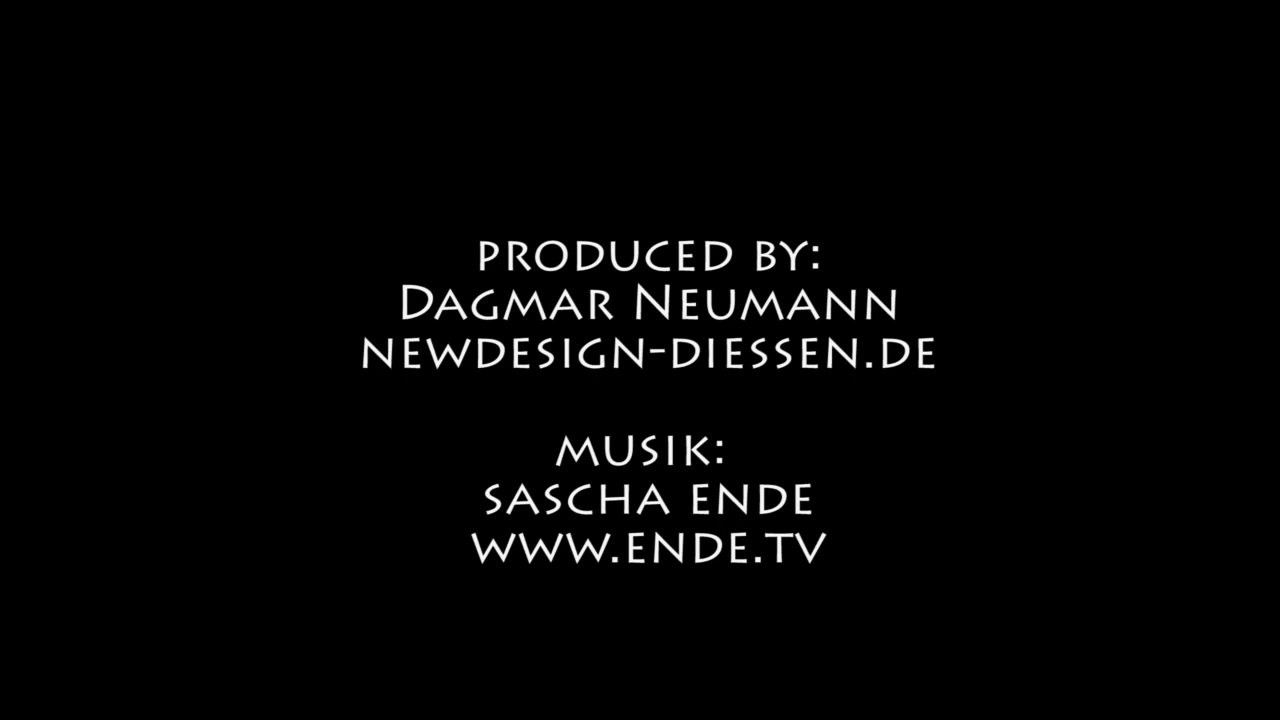 PRODUCED BY:
DAGMAR NEUMANN
NEWDESIGN-DIESSEN.DE
MUSIK:
SASCHA ENDE
WWW.ENDE.TV